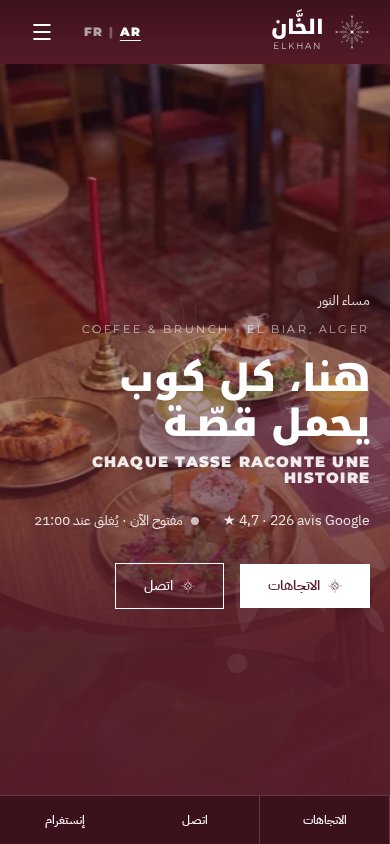 الخَّان
ELKHAN
FR | AR
مساء النور
COFFEE & BRUNCH · EL BIAR, ALGER
هنا، كل كوب
يحمل قصّة
CHAQUE TASSE RACONTE UNE
HISTOIRE
★ 4,7 · 226 avis Google
مفتوح الآن · يُغلق عند 21:00
الاتجاهات
اتصل
الاتجاهات
اتصل
إنستغرام